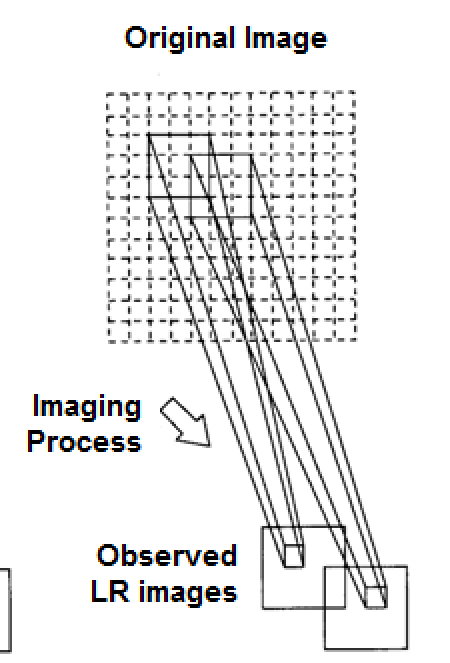 Original Image
Imaging
Process
Observed
LR images